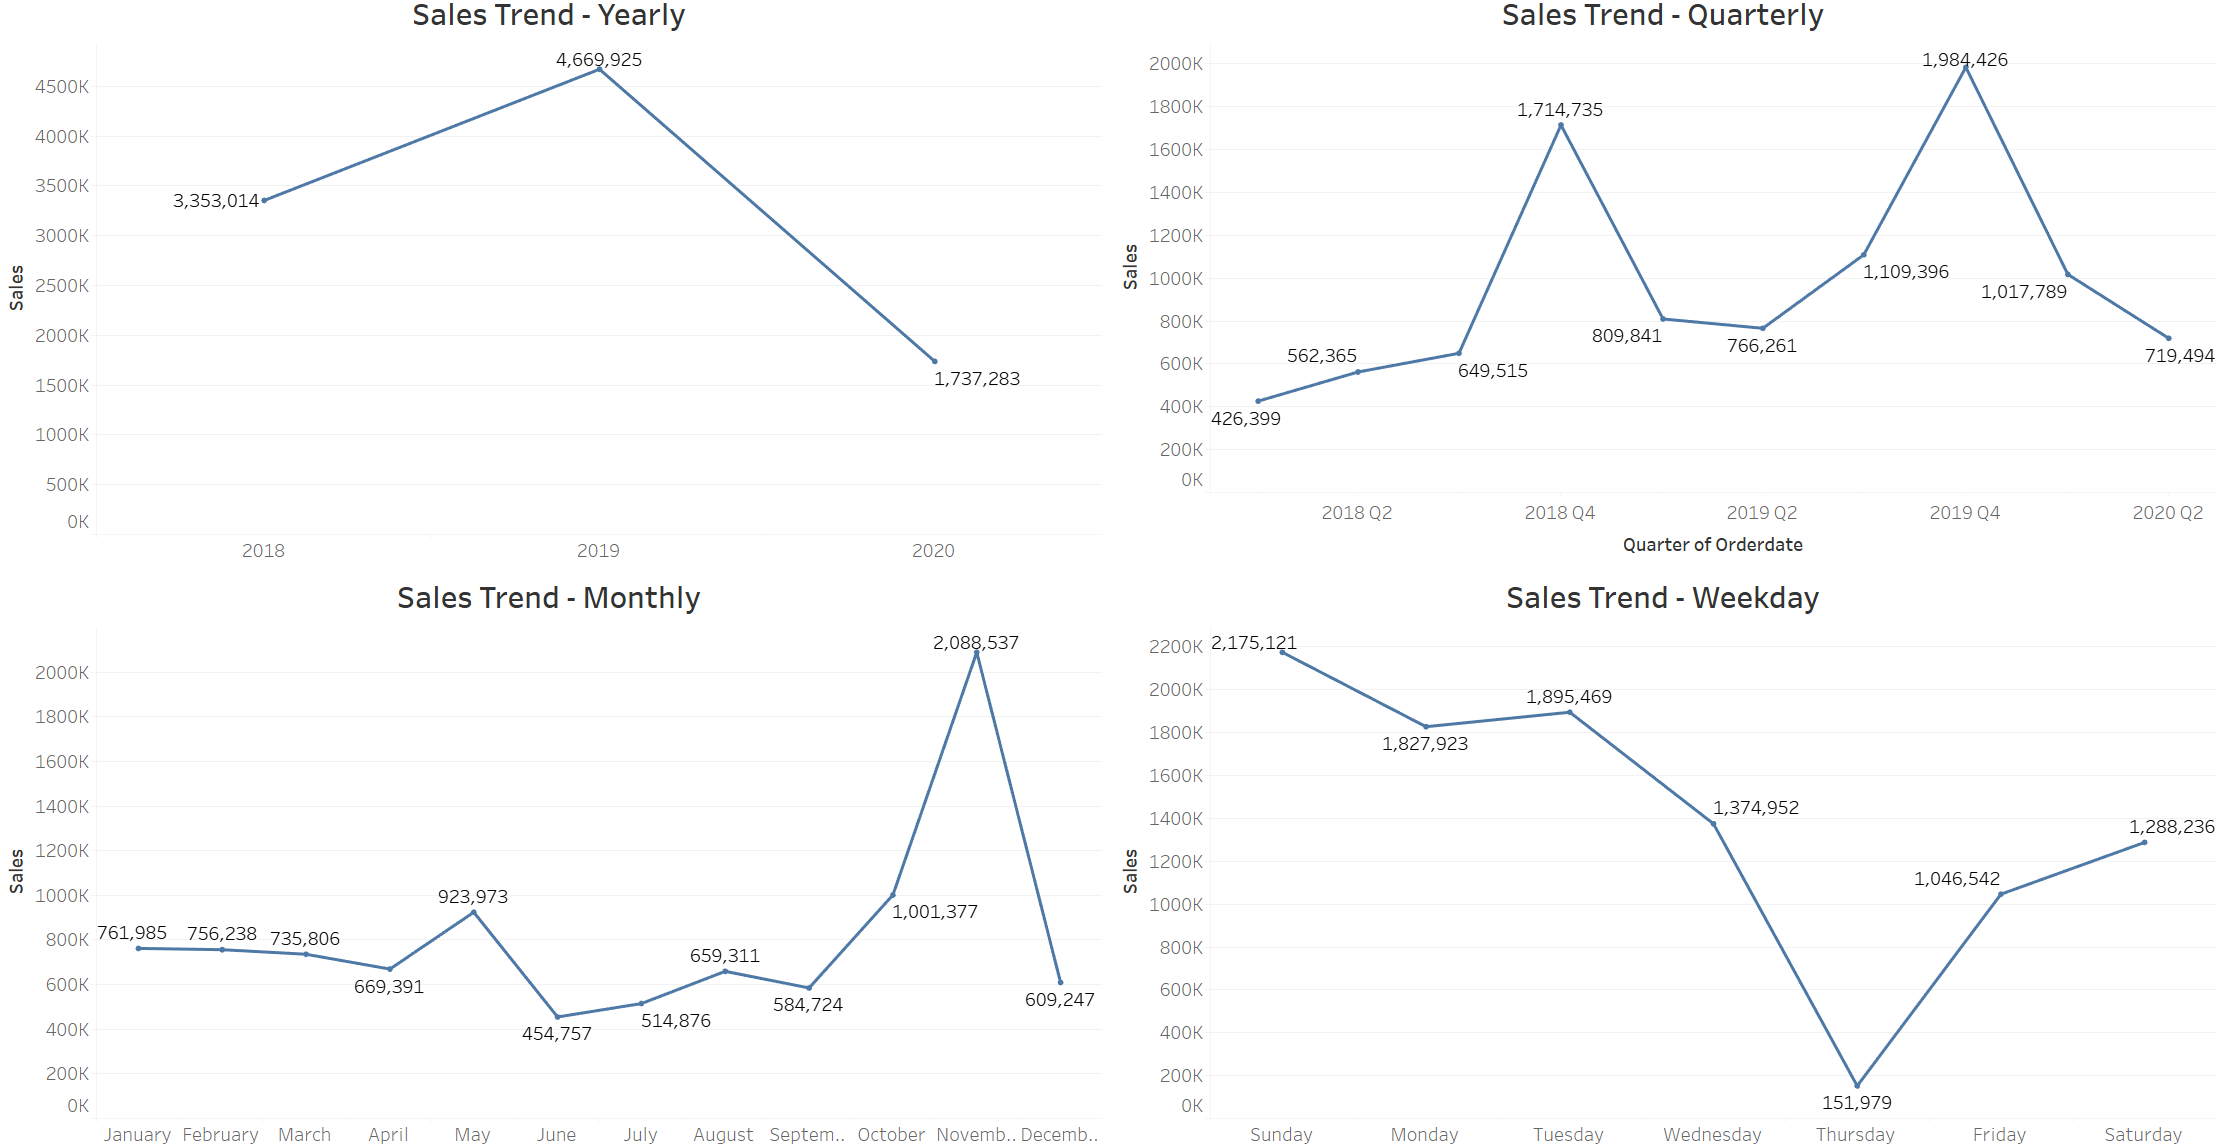 Sales Trend - Yearly
Sales
4500K
4000K
3500K
3000K
2500K
2000K
1500K
1000K
500K
0K
3,353,014
4,669,925
1,737,283
2018
2019
2020
Sales Trend - Quarterly
Sales
2000K
1800K
1600K
1400K
1200K
1000K
800K
600K
400K
200K
0K
426,399
562,365
649,515
1,714,735
809,841
766,261
1,109,396
1,984,426
1,017,789
719,494
2018 Q2
2018 Q4
2019 Q2
2019 Q4
2020 Q2
Quarter of Orderdate
Sales Trend - Monthly
Sales
2000K
1800K
1600K
1400K
1200K
1000K
800K
600K
400K
200K
0K
761,985
756,238
735,806
669,391
923,973
454,757
514,876
659,311
584,724
1,001,377
2,088,537
609,247
January
February
March
April
May
June
July
August
Septem..
October
Novemb..
Decemb..
Sales Trend - Weekday
Sales
2200K
2000K
1800K
1600K
1400K
1200K
1000K
800K
600K
400K
200K
0K
2,175,121
1,827,923
1,895,469
1,374,952
151,979
1,046,542
1,288,236
Sunday
Monday
Tuesday
Wednesday
Thursday
Friday
Saturday